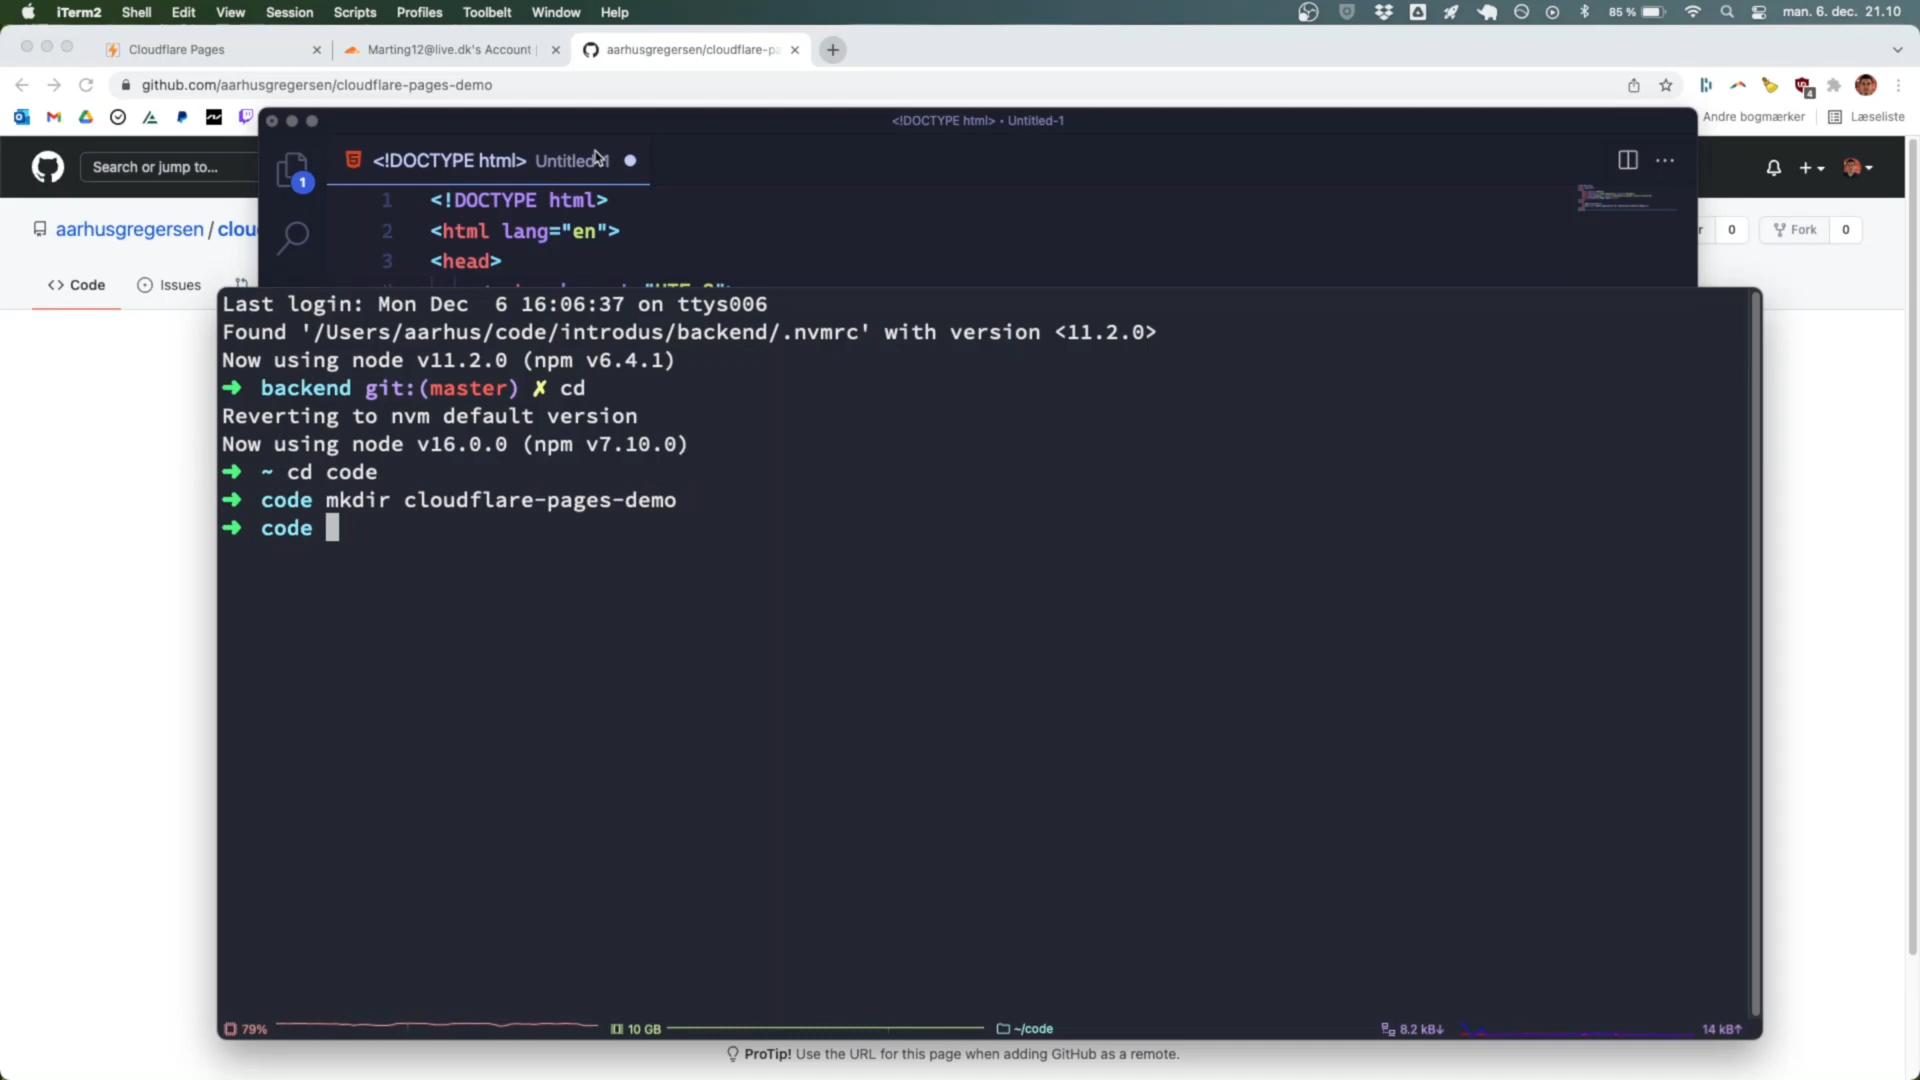 iTerm2 Shell Edit View Session Scripts Profiles Toolbelt Window Help 85 % man. 6. dec. 21.10
Cloudflare Pages Marting12@live.dk's Account aarhusgregersen/cloudflare-pa
github.com/aarhusgregersen/cloudflare-pages-demo 4
Andre bogmærker Læseliste
<!DOCTYPE html> • Untitled-1
Search or jump to...
<!DOCTYPE html> Untitled-1
1
1 <!DOCTYPE html>
2 <html lang="en">
3 <head>
aarhusgregersen / clou
0 Fork 0
Code Issues
Last login: Mon Dec  6 16:06:37 on ttys006
Found '/Users/aarhus/code/introdus/backend/.nvmrc' with version <11.2.0>
Now using node v11.2.0 (npm v6.4.1)
➜ backend git:(master) ✗ cd
Reverting to nvm default version
Now using node v16.0.0 (npm v7.10.0)
➜ ~ cd code
➜ code mkdir cloudflare-pages-demo
➜ code
79% 10 GB ~/code 8.2 kB↓ 14 kB↑
ProTip! Use the URL for this page when adding GitHub as a remote.